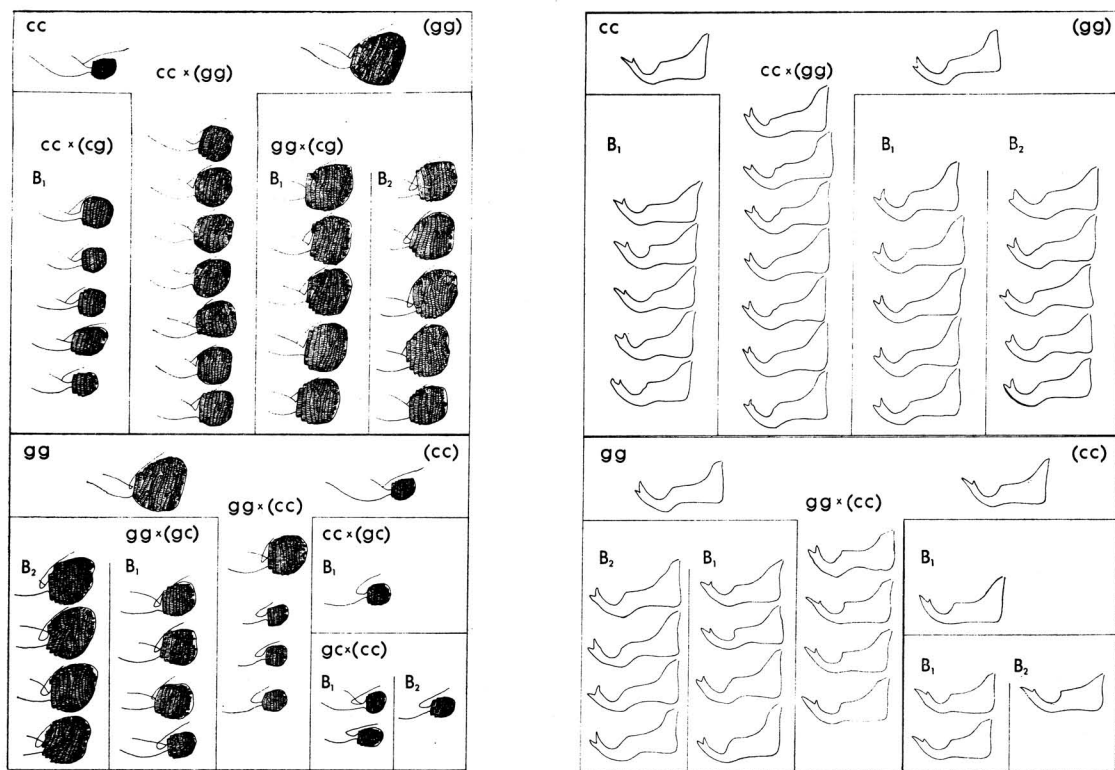 cc (gg)
cc × (gg)
cc × (cg)
B₁
gg × (cg)
B₁ B₂
gg (cc)
gg × (cc)
gg × (gc)
B₂ B₁
cc × (gc)
B₁
gc × (cc)
B₁ B₂
cc (gg)
cc × (gg)
B₁
B₁ B₂
gg (cc)
gg × (cc)
B₂ B₁
B₁
B₁ B₂